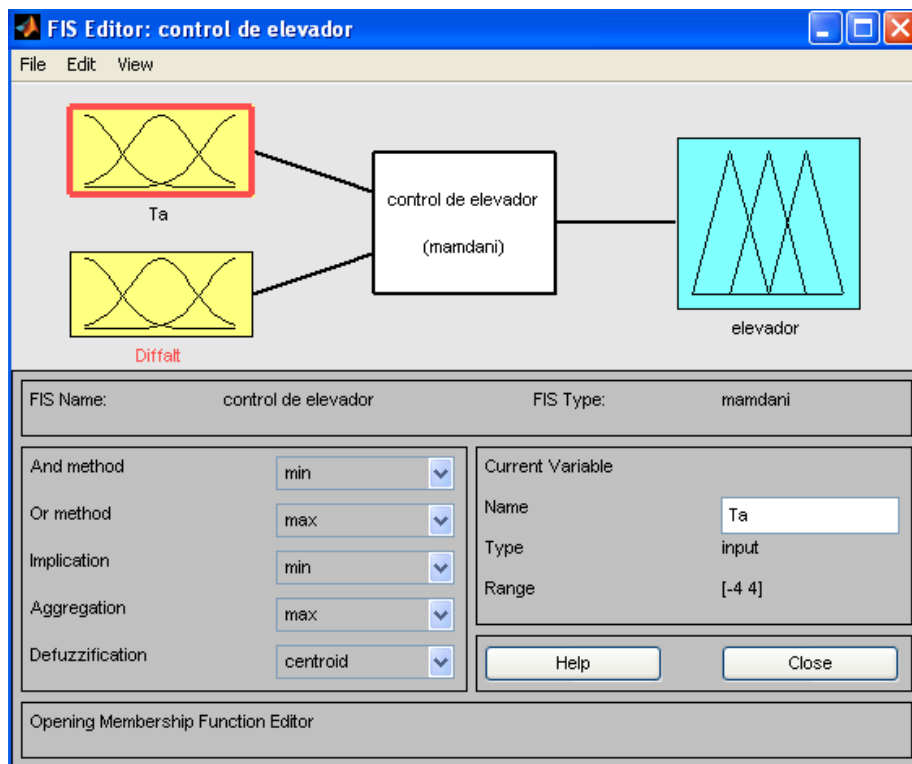 FIS Editor: control de elevador
File Edit View
Ta
control de elevador
(mamdani)
Diffalt
elevador
FIS Name: control de elevador FIS Type: mamdani
And method min
Or method max
Implication min
Aggregation max
Defuzzification centroid
Current Variable
Name Ta
Type input
Range [-4 4]
Help Close
Opening Membership Function Editor